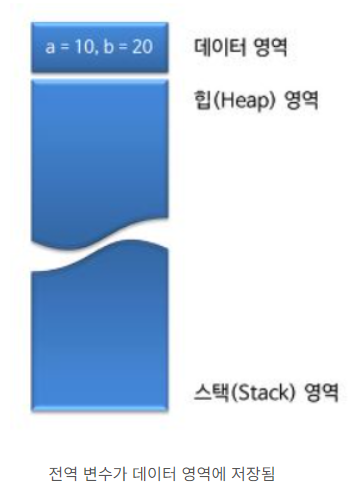 a = 10, b = 20
데이터 영역
힙(Heap) 영역
스택(Stack) 영역
전역 변수가 데이터 영역에 저장됨